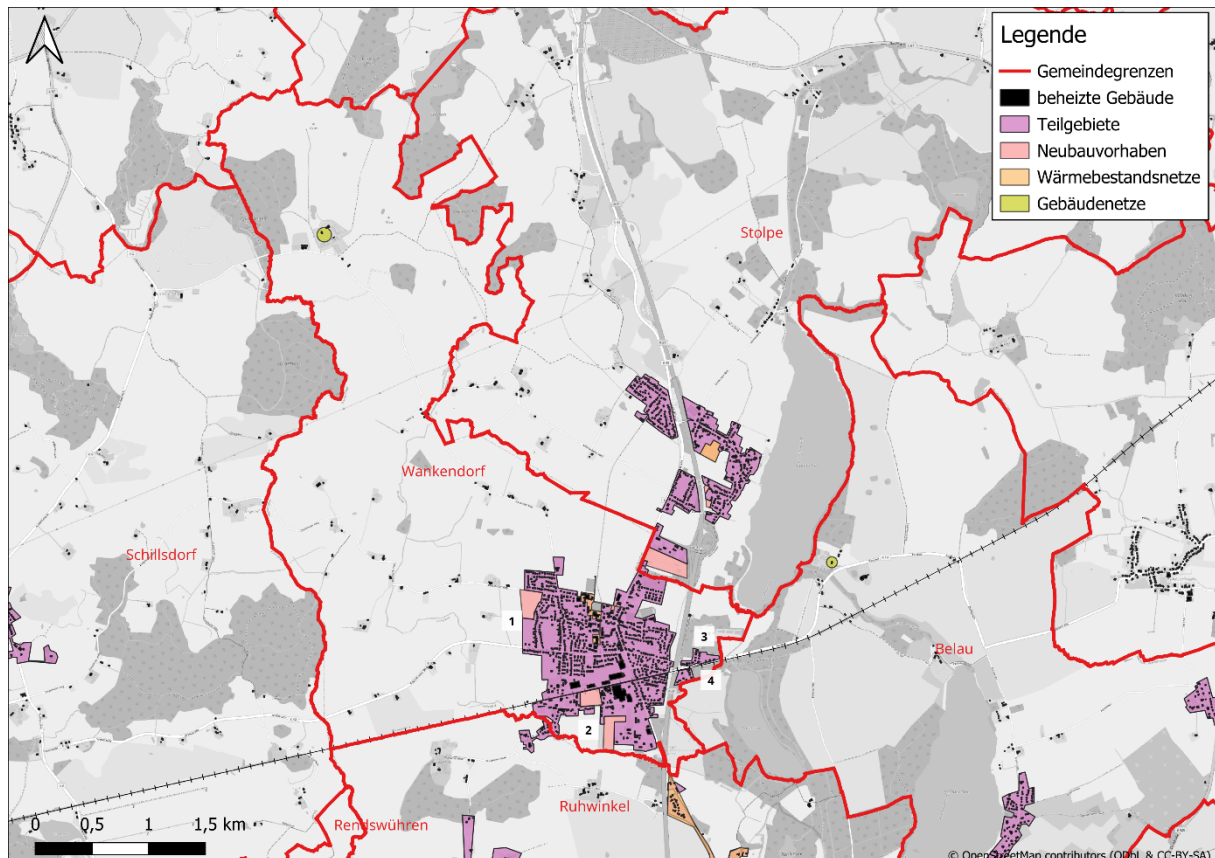 Legende
Gemeindegrenzen
beheizte Gebäude
Teilgebiete
Neubauvorhaben
Wärmebestandsnetze
Gebäudenetze
Stolpe
Wankendorf
Schillsdorf
1
3
Belau
4
2
Ruhwinkel
Rendswühren
0 0,5 1 1,5 km
© OpenStreetMap contributors (ODbL & CC-BY-SA)